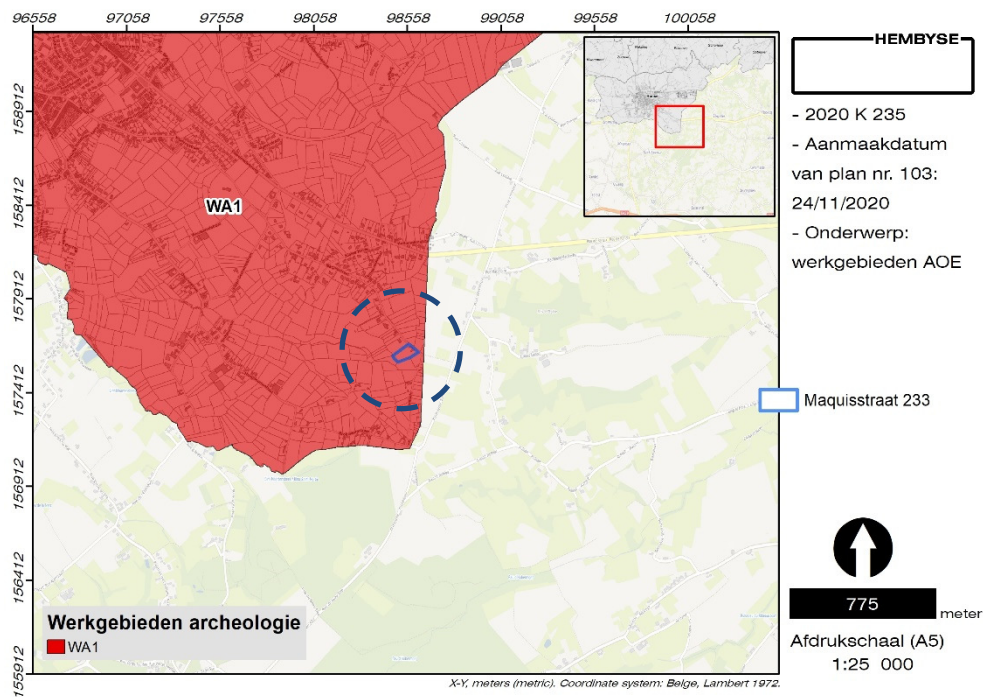 96558 97058 97558 98058 98558 99058 99558 100058
158912
158412
157912
157412
156912
156412
155912
WA1
Werkgebieden archeologie
WA1
X-Y, meters (metric). Coordinate system: Belge, Lambert 1972.
HEMBYSE
- 2020 K 235
- Aanmaakdatum
van plan nr. 103:
24/11/2020
- Onderwerp:
werkgebieden AOE
Maquisstraat 233
775 meter
Afdrukschaal (A5)
1:25 000